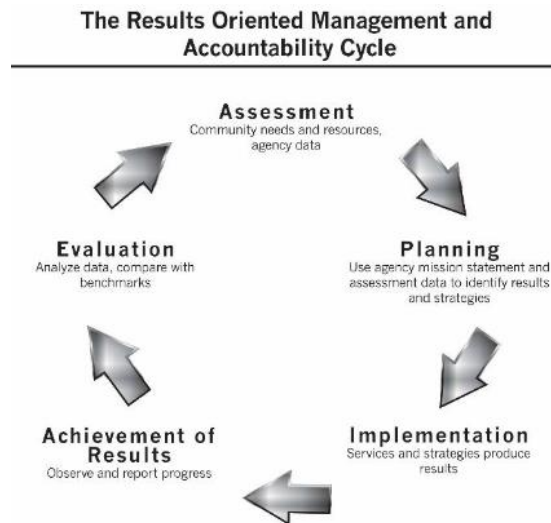 The Results Oriented Management and
Accountability Cycle
Assessment
Community needs and resources,
agency data
Planning
Use agency mission statement and
assessment data to identify results
and strategies
Implementation
Services and strategies produce
results
Achievement of
Results
Observe and report progress
Evaluation
Analyze data, compare with
benchmarks